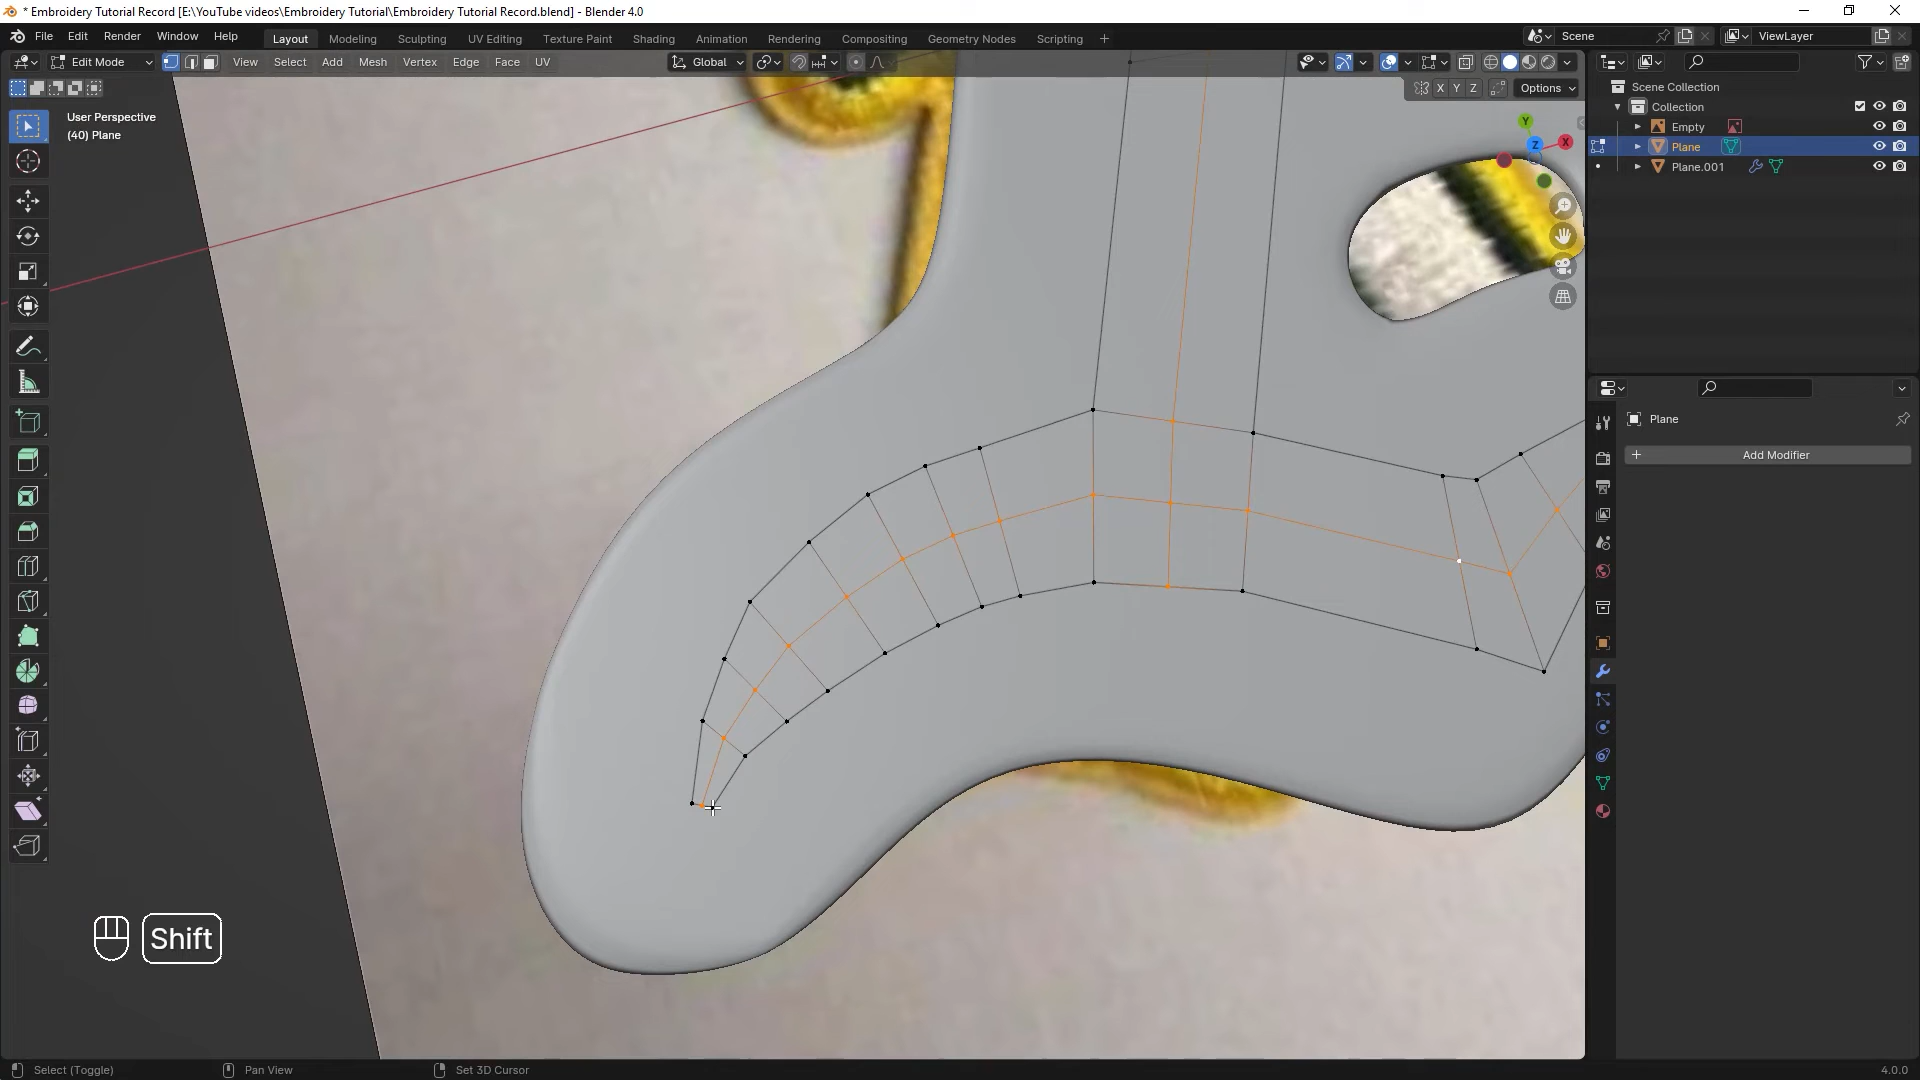 * Embroidery Tutorial Record [E:\YouTube videos\Embroidery Tutorial\Embroidery Tutorial Record.blend] - Blender 4.0
File Edit Render Window Help
Layout Modeling Sculpting UV Editing Texture Paint Shading Animation Rendering Compositing Geometry Nodes Scripting +
Scene
ViewLayer
Edit Mode
View Select Add Mesh Vertex Edge Face UV
Global
X Y Z
Options
User Perspective
(40) Plane
Y
Z
X
Scene Collection
Collection
Empty
Plane
Plane.001
Plane
Add Modifier
Shift
Select (Toggle)
Pan View
Set 3D Cursor
4.0.0